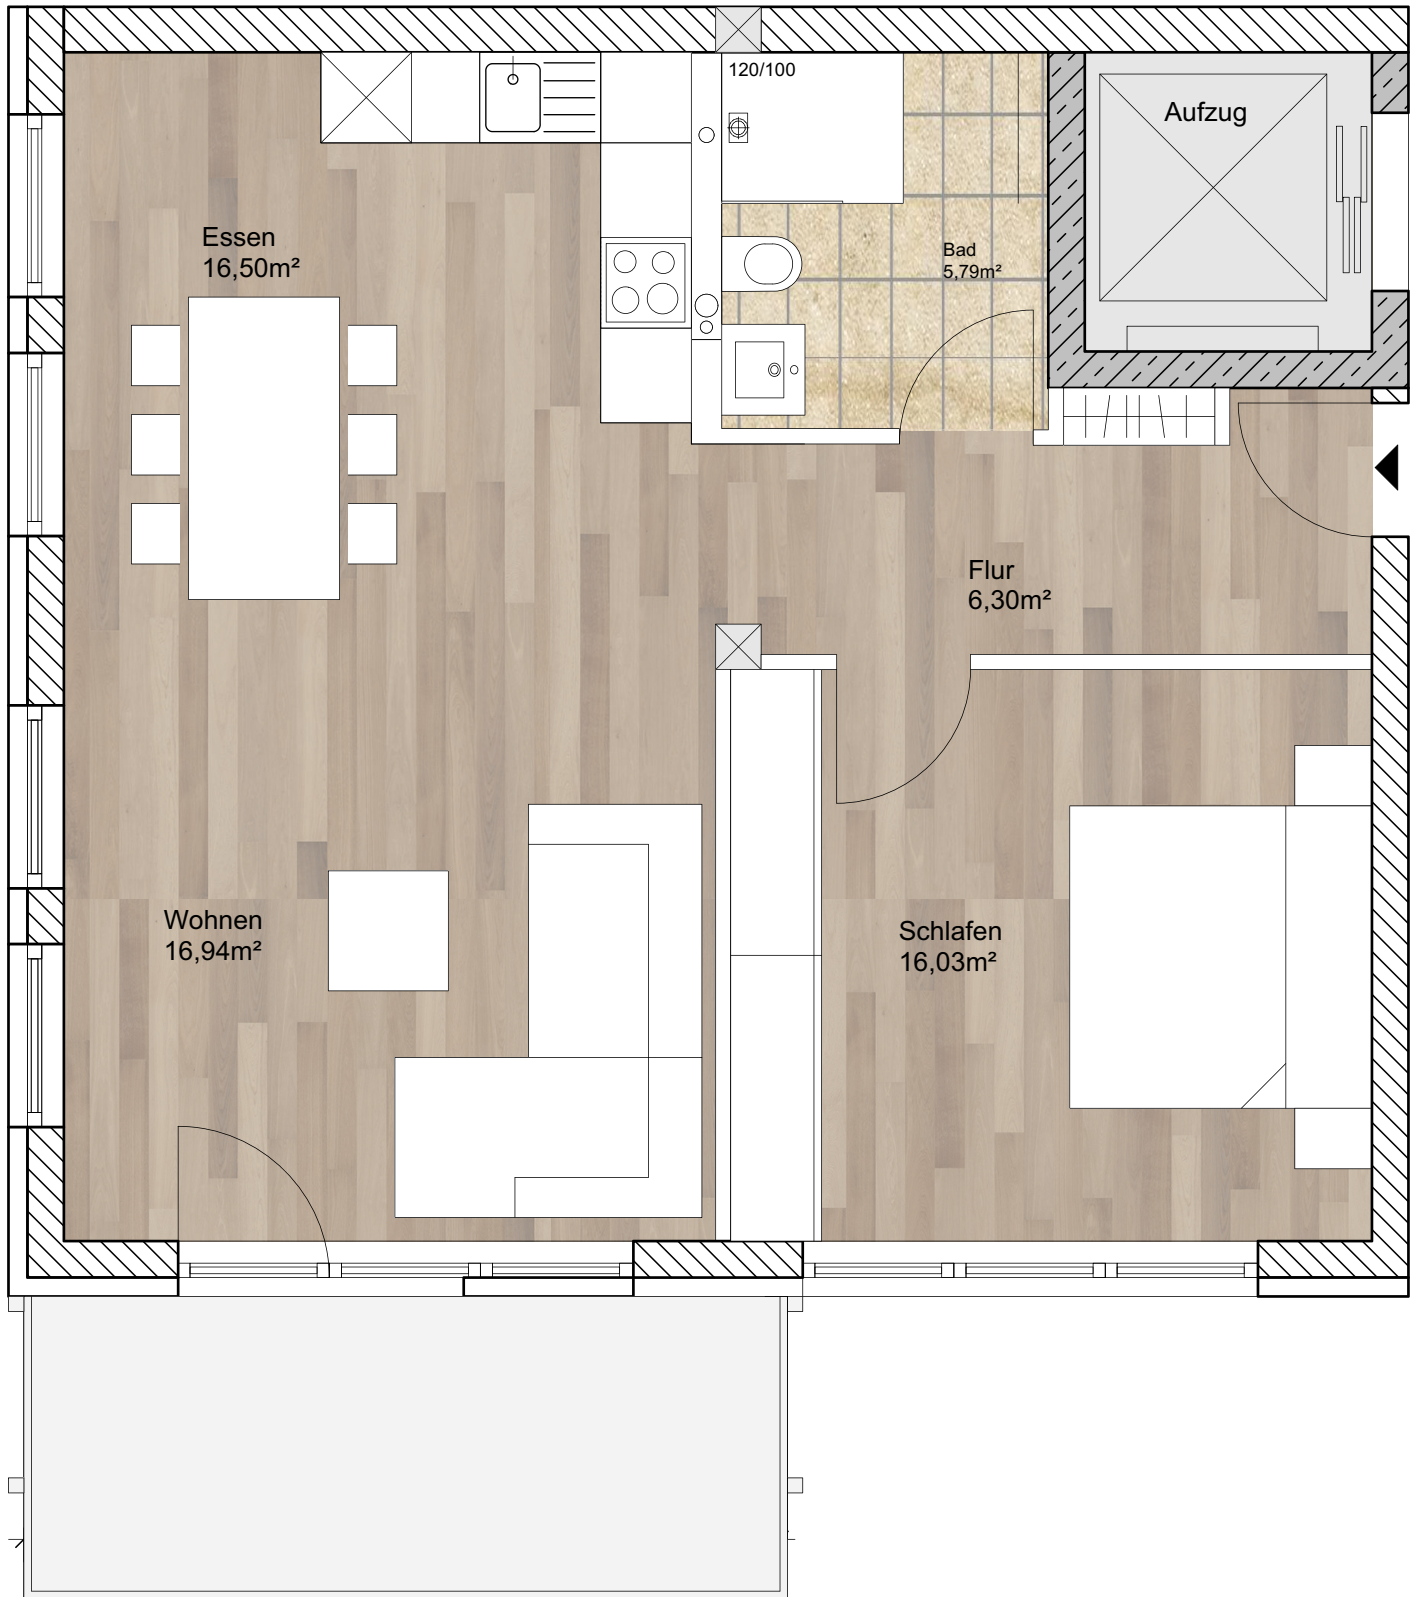 120/100
Aufzug
Essen
16,50m²
Bad
5,79m²
Flur
6,30m²
Wohnen
16,94m²
Schlafen
16,03m²